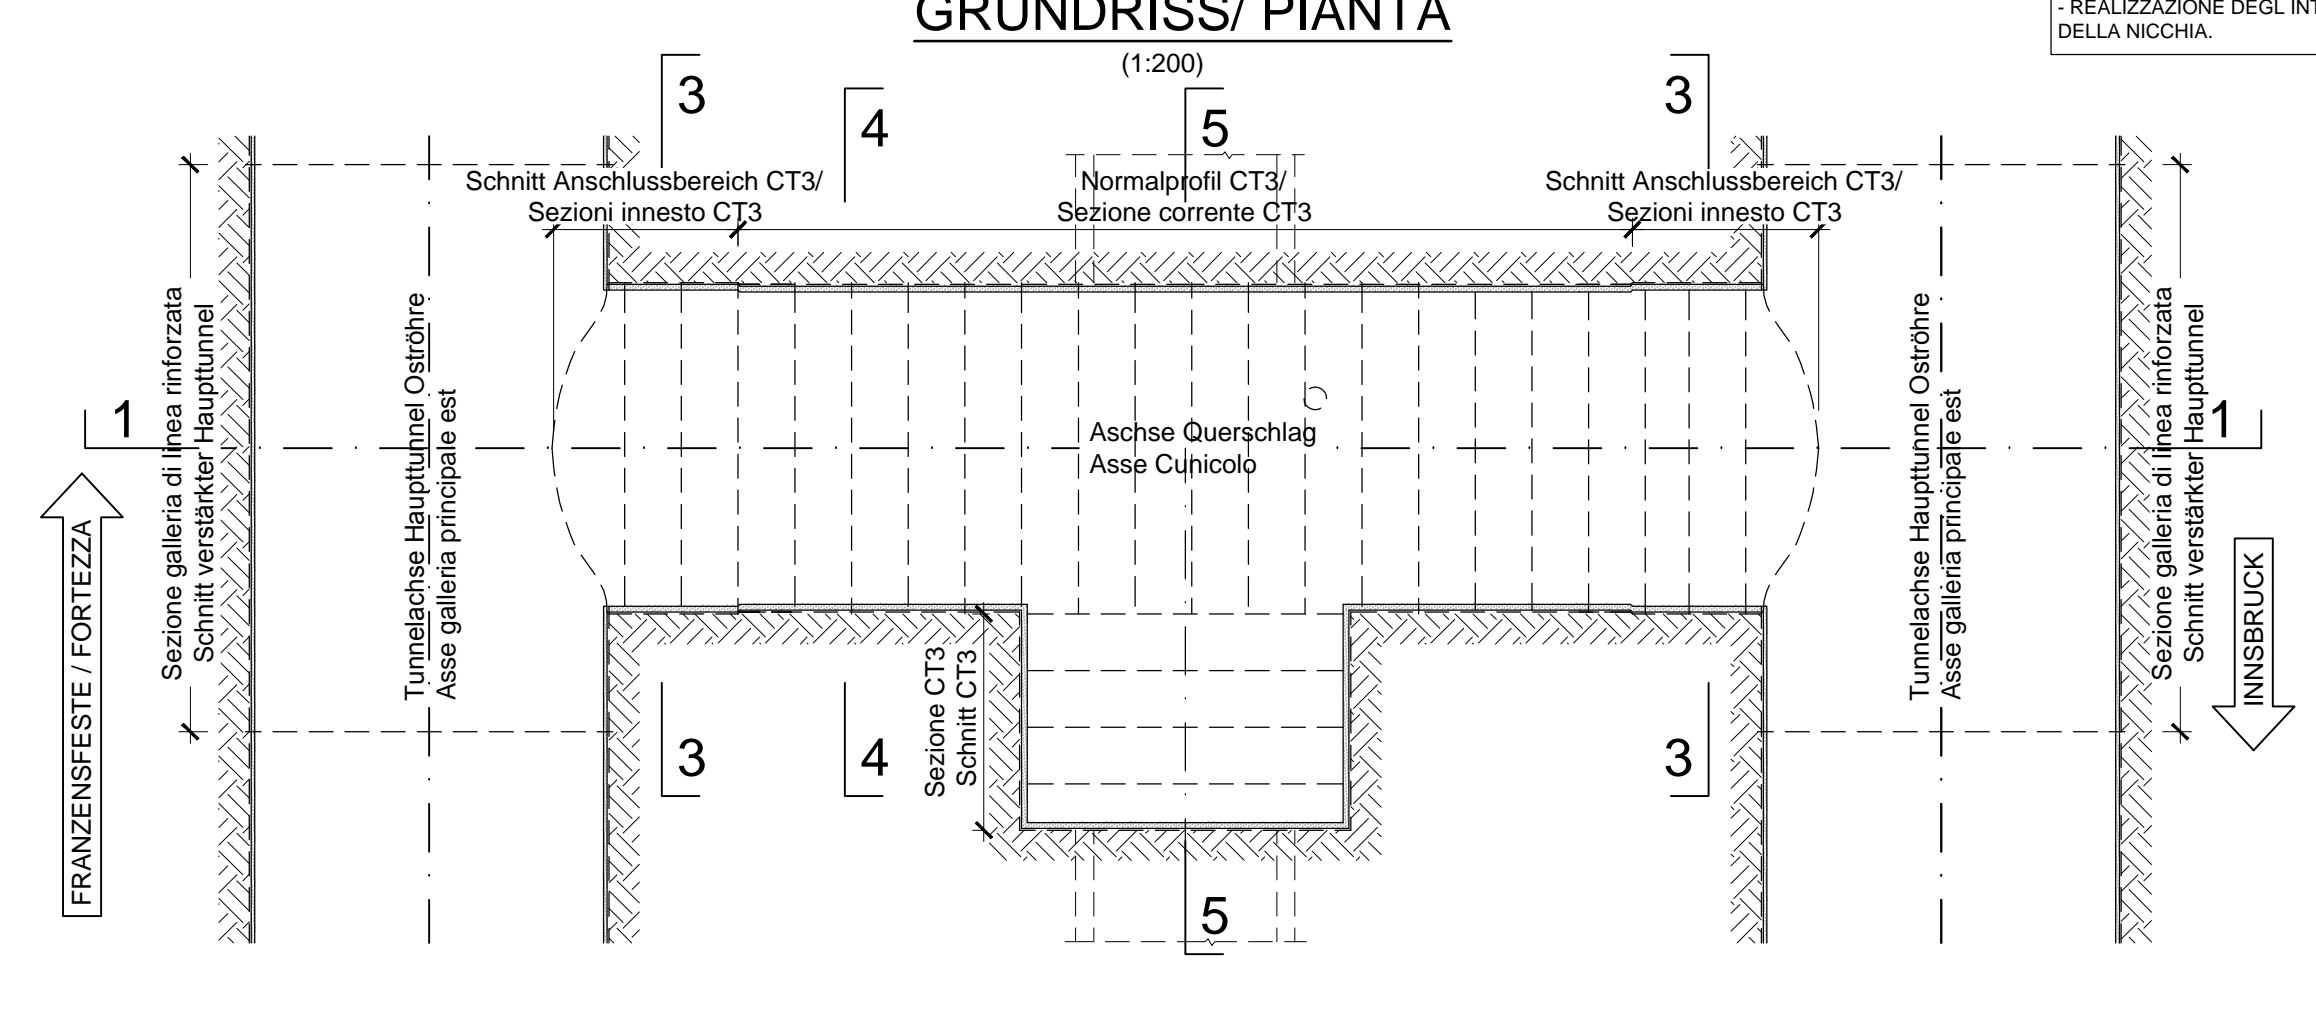 GRUNDRISS/ PIANTA
(1:200)
- REALIZZAZIONE DEGL INT
DELLA NICCHIA.
3
4
5
3
Schnitt Anschlussbereich CT3/
Sezioni innesto CT3
Normalprofil CT3/
Sezione corrente CT3
Schnitt Anschlussbereich CT3/
Sezioni innesto CT3
1
Sezione galleria di linea rinforzata
Schnitt verstärkter Haupttunnel
Tunnelachse Haupttunnel Oströhre
Asse galleria principale est
Aschse Querschlag
Asse Cunicolo
Tunnelachse Haupttunnel Oströhre
Asse galleria principale est
Sezione galleria di linea rinforzata
Schnitt verstärkter Haupttunnel
1
FRANZENSFESTE / FORTEZZA
INNSBRUCK
Sezione CT3
Schnitt CT3
3
4
3
5